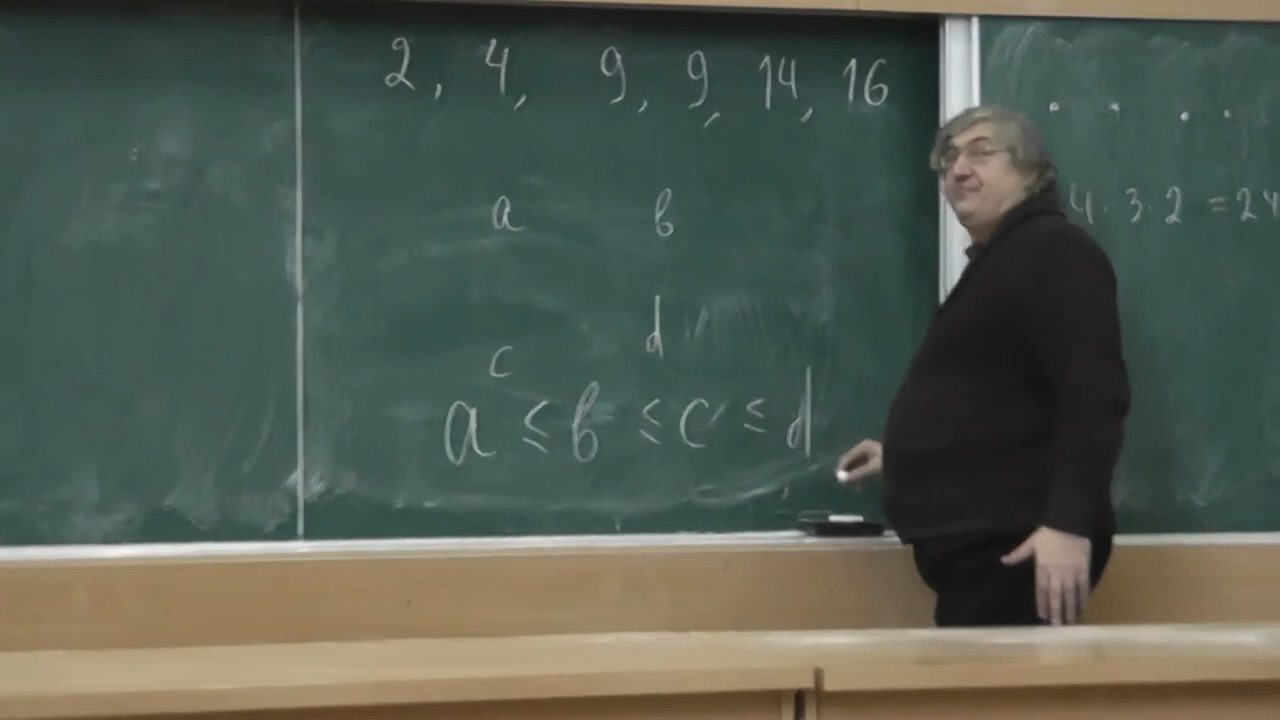 2, 4, 9, 9, 14, 16
a b
d
c
a ≤ b ≤ c ≤ d
4 · 3 · 2 = 24